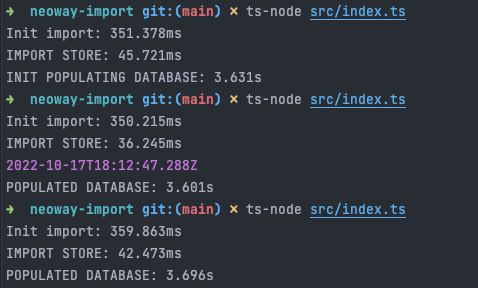 ➜  neoway-import git:(main) ✗ ts-node src/index.ts
Init import: 351.378ms
IMPORT STORE: 45.721ms
INIT POPULATING DATABASE: 3.631s
➜  neoway-import git:(main) ✗ ts-node src/index.ts
Init import: 350.215ms
IMPORT STORE: 36.245ms
2022-10-17T18:12:47.288Z
POPULATED DATABASE: 3.601s
➜  neoway-import git:(main) ✗ ts-node src/index.ts
Init import: 359.863ms
IMPORT STORE: 42.473ms
POPULATED DATABASE: 3.696s